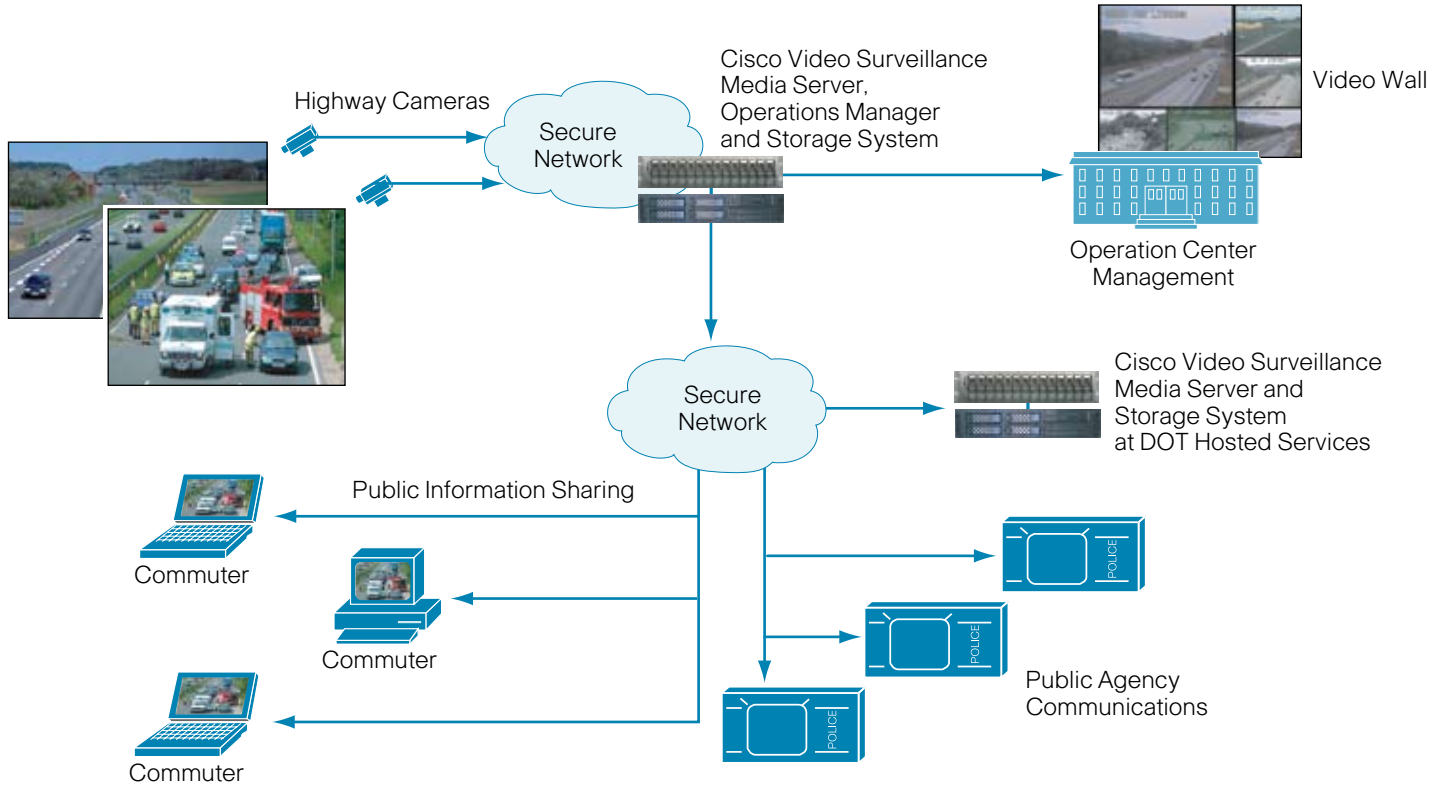 Highway Cameras
Secure
Network
Cisco Video Surveillance
Media Server,
Operations Manager
and Storage System
Video Wall
Operation Center
Management
Secure
Network
Cisco Video Surveillance
Media Server and
Storage System
at DOT Hosted Services
Public Information Sharing
Commuter
Commuter
Commuter
POLICE
POLICE
POLICE
Public Agency
Communications